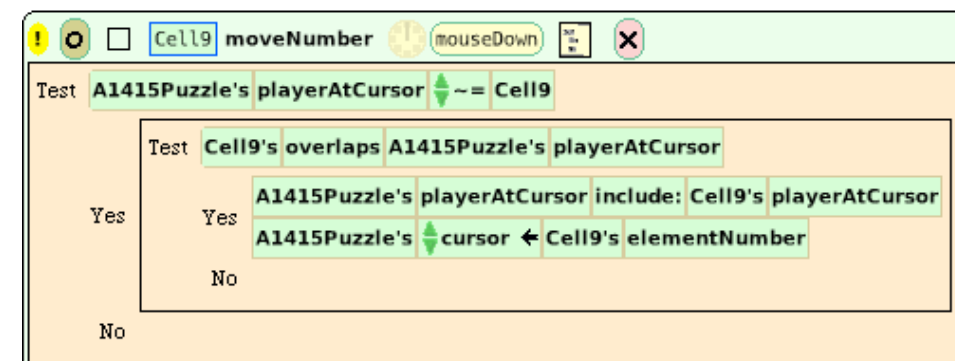 ! O Cell9 moveNumber mouseDown
Test A1415Puzzle's playerAtCursor ~= Cell9
Test Cell9's overlaps A1415Puzzle's playerAtCursor
Yes
Yes
A1415Puzzle's playerAtCursor include: Cell9's playerAtCursor
A1415Puzzle's cursor ← Cell9's elementNumber
No
No